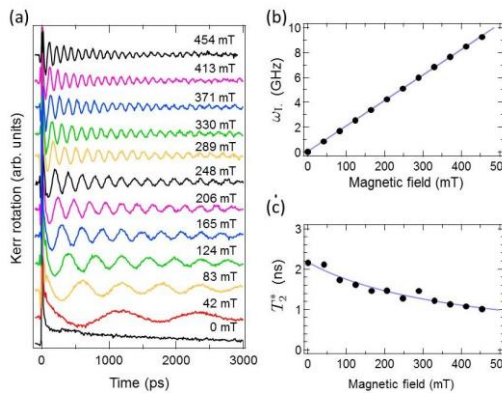 (a)
454 mT
413 mT
371 mT
330 mT
289 mT
248 mT
206 mT
165 mT
124 mT
83 mT
42 mT
0 mT
Kerr rotation (arb. units)
0 1000 2000 3000
Time (ps)
(b)
10
8
6
4
2
0
ω_L (GHz)
0 100 200 300 400 500
Magnetic field (mT)
(c)
3
2
1
0
T₂* (ns)
0 100 200 300 400 500
Magnetic field (mT)